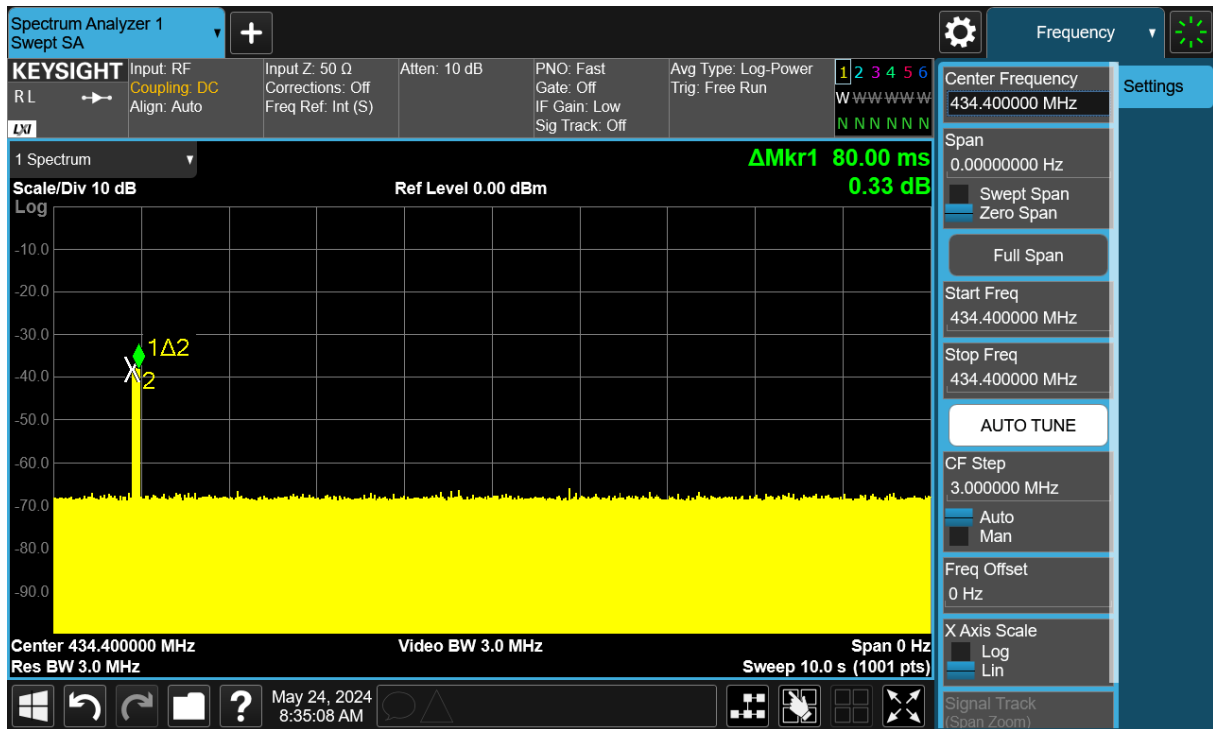 Spectrum Analyzer 1
Swept SA
Frequency
KEYSIGHT
R L
LXI
Input: RF
Coupling: DC
Align: Auto
Input Z: 50 Ω
Corrections: Off
Freq Ref: Int (S)
Atten: 10 dB
PNO: Fast
Gate: Off
IF Gain: Low
Sig Track: Off
Avg Type: Log-Power
Trig: Free Run
1 2 3 4 5 6
W W W W W W
N N N N N N
1 Spectrum
Scale/Div 10 dB
Log
Ref Level 0.00 dBm
ΔMkr1 80.00 ms
0.33 dB
-10.0
-20.0
-30.0
-40.0
-50.0
-60.0
-70.0
-80.0
-90.0
1Δ2
2
Center 434.400000 MHz
Res BW 3.0 MHz
Video BW 3.0 MHz
Span 0 Hz
Sweep 10.0 s (1001 pts)
Center Frequency
434.400000 MHz
Settings
Span
0.00000000 Hz
Swept Span
Zero Span
Full Span
Start Freq
434.400000 MHz
Stop Freq
434.400000 MHz
AUTO TUNE
CF Step
3.000000 MHz
Auto
Man
Freq Offset
0 Hz
X Axis Scale
Log
Lin
Signal Track
(Span Zoom)
?
May 24, 2024
8:35:08 AM